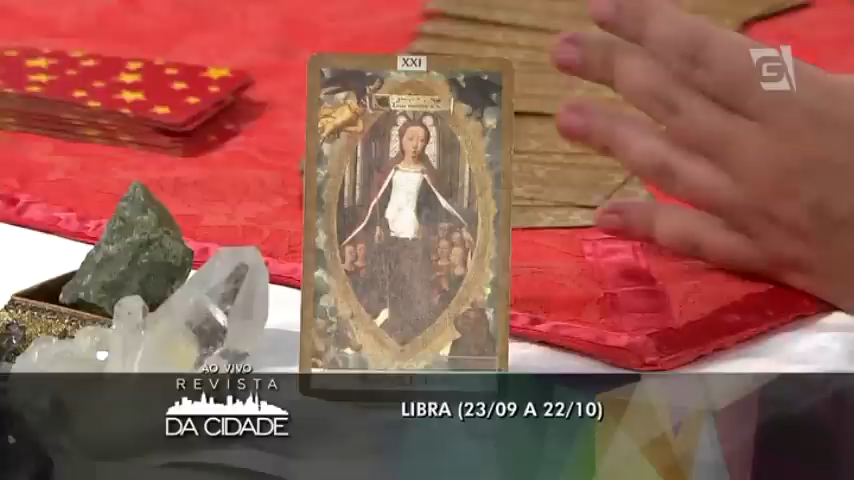 XXI
G
AO VIVO
REVISTA
DA CIDADE
LIBRA (23/09 A 22/10)